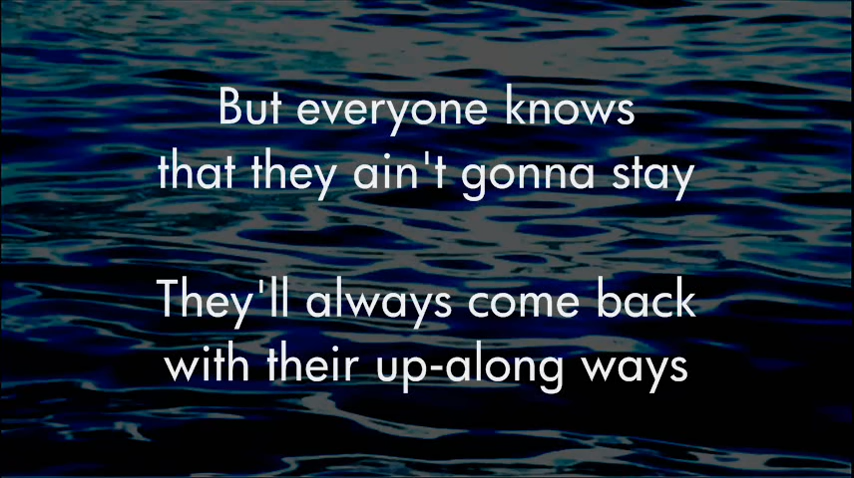 But everyone knows
that they ain't gonna stay
They'll always come back
with their up-along ways